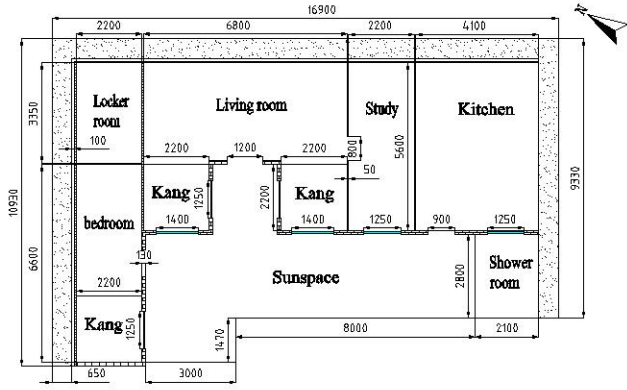 16900
N
2200
6800
2200
4100
Locker
room
Living room
Study
Kitchen
3350
100
2200
1200
2200
800
5600
50
10930
9330
Kang
1250
2200
Kang
bedroom
1400
1400
1250
900
1250
6600
130
Sunspace
2800
Shower
room
2200
Kang
1250
1470
8000
2100
650
3000